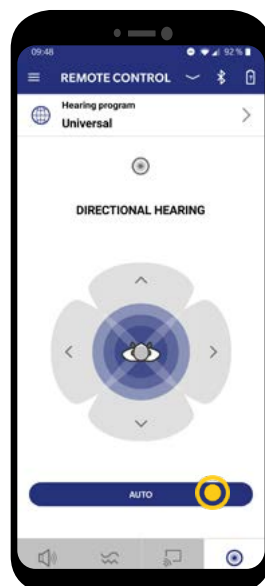 09:48
92 %
REMOTE CONTROL
Hearing program
Universal
DIRECTIONAL HEARING
AUTO